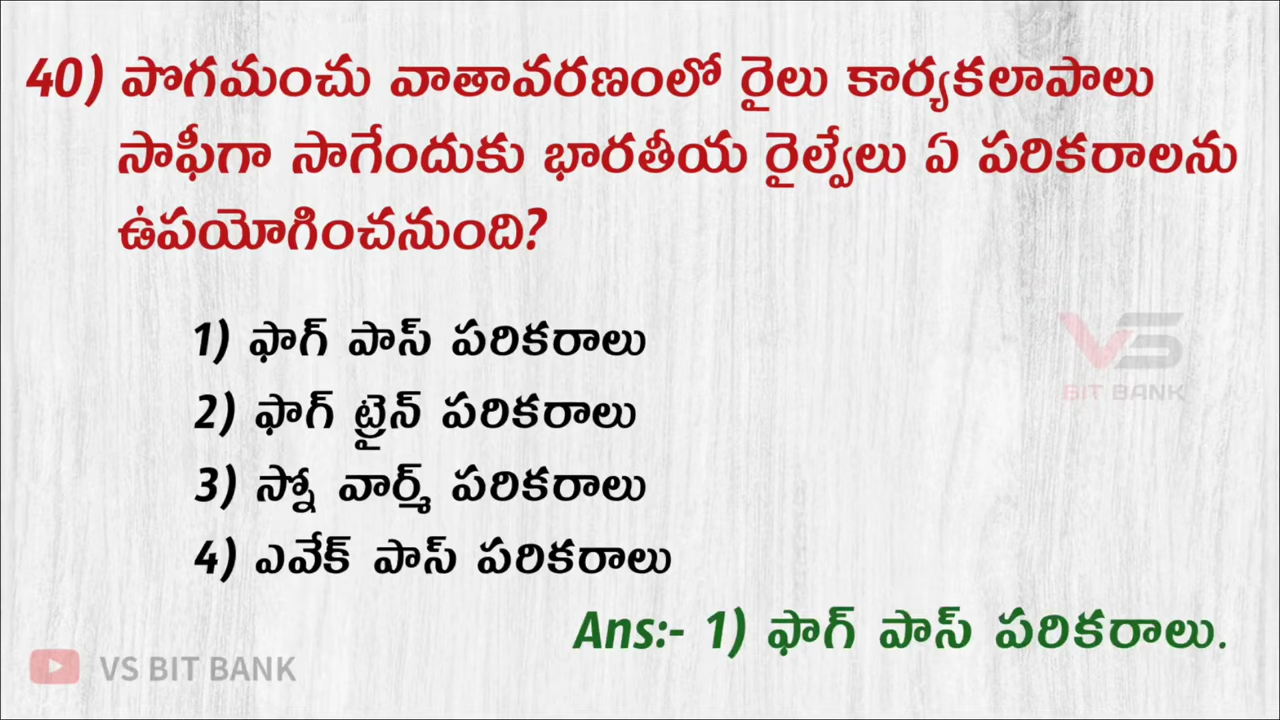 40) పొగమంచు వాతావరణంలో రైలు కార్యకలాపాలు
సాఫీగా సాగేందుకు భారతీయ రైల్వేలు ఏ పరికరాలను
ఉపయోగించనుంది?
1) ఫాగ్ పాస్ పరికరాలు
2) ఫాగ్ ట్రైన్ పరికరాలు
3) స్నో వార్మ్ పరికరాలు
4) ఎవేక్ పాస్ పరికరాలు
VS
BIT BANK
Ans:- 1) ఫాగ్ పాస్ పరికరాలు.
VS BIT BANK